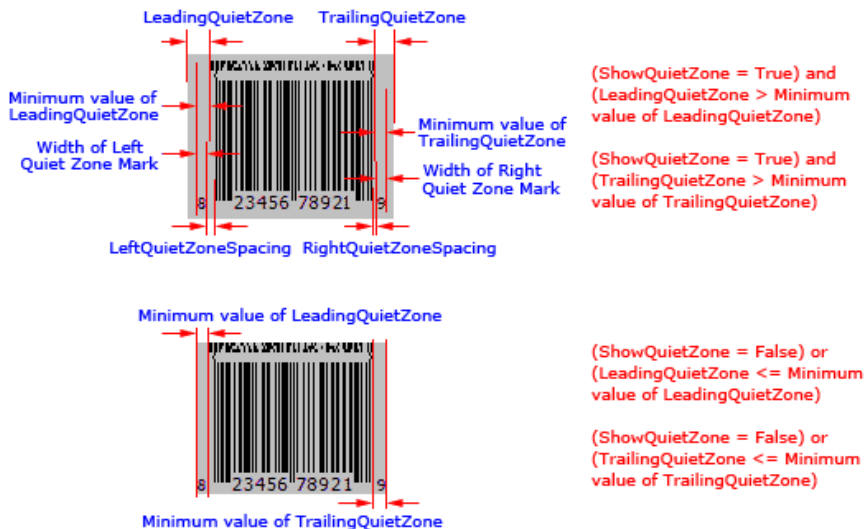 LeadingQuietZone TrailingQuietZone
Minimum value of
LeadingQuietZone
Width of Left
Quiet Zone Mark
Minimum value of
TrailingQuietZone
Width of Right
Quiet Zone Mark
8 23456 78921 9
LeftQuietZoneSpacing RightQuietZoneSpacing
(ShowQuietZone = True) and
(LeadingQuietZone > Minimum
value of LeadingQuietZone)
(ShowQuietZone = True) and
(TrailingQuietZone > Minimum
value of TrailingQuietZone)
Minimum value of LeadingQuietZone
8 23456 78921 9
Minimum value of TrailingQuietZone
(ShowQuietZone = False) or
(LeadingQuietZone <= Minimum
value of LeadingQuietZone)
(ShowQuietZone = False) or
(TrailingQuietZone <= Minimum
value of TrailingQuietZone)